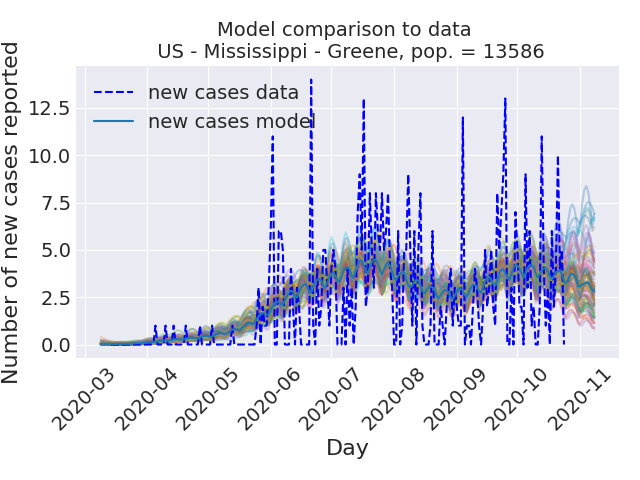 Model comparison to data
US - Mississippi - Greene, pop. = 13586
Number of new cases reported
12.5
10.0
7.5
5.0
2.5
0.0
new cases data
new cases model
2020-03
2020-04
2020-05
2020-06
2020-07
2020-08
2020-09
2020-10
2020-11
Day